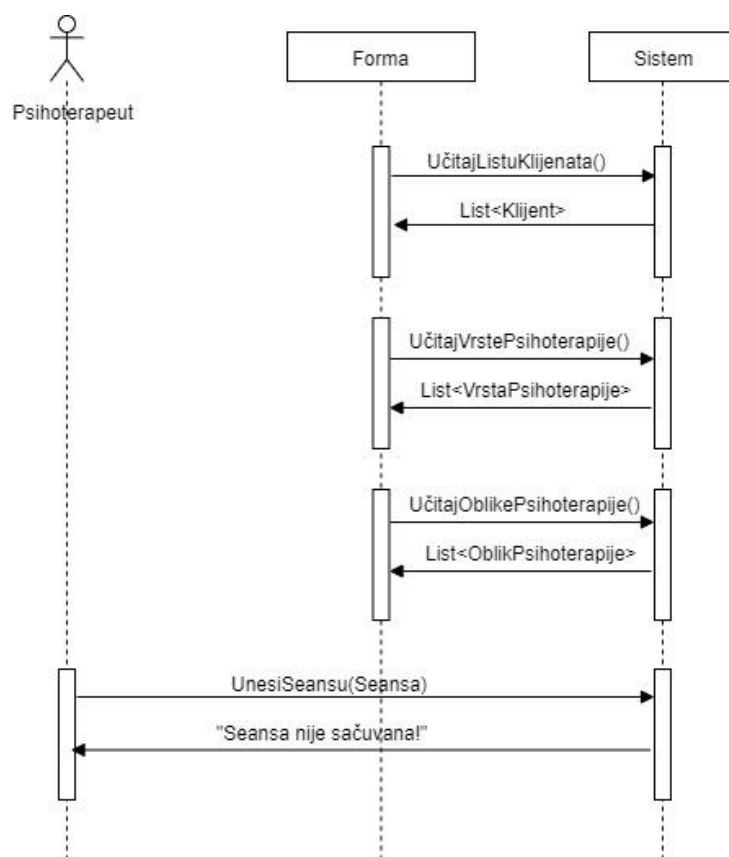 Forma
Sistem
Psihoterapeut
UčitajListuKlijenata()
List<Klijent>
UčitajVrstePsihoterapije()
List<VrstaPsihoterapije>
UčitajOblikePsihoterapije()
List<OblikPsihoterapije>
UnesiSeansu(Seansa)
"Seansa nije sačuvana!"